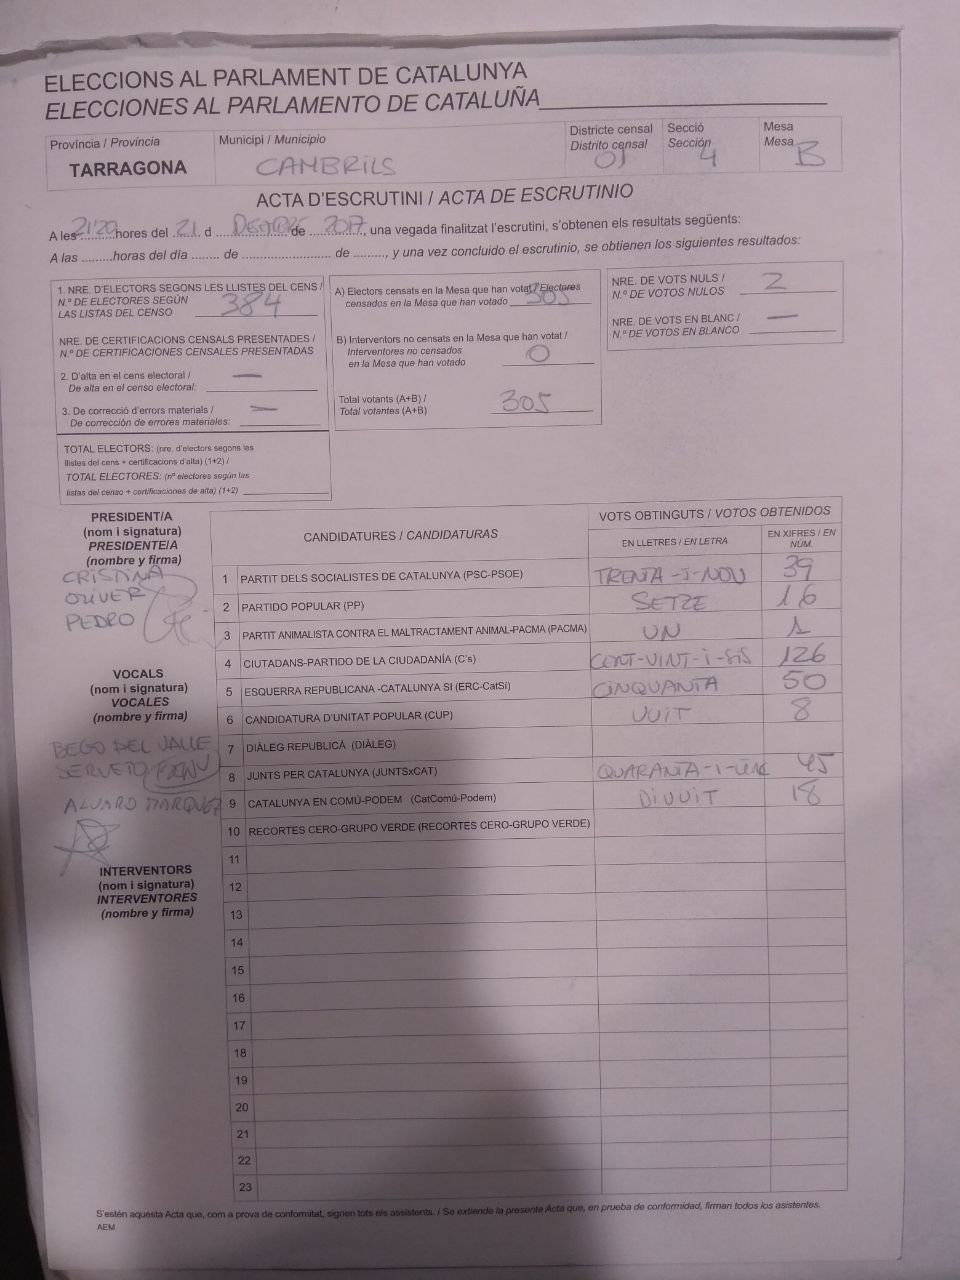 ELECCIONS AL PARLAMENT DE CATALUNYA
ELECCIONES AL PARLAMENTO DE CATALUÑA
Província / Provincia
TARRAGONA
Municipi / Municipio
CAMBRILS
Districte censal
Distrito censal
01
Secció
Sección
4
Mesa
Mesa
B
ACTA D'ESCRUTINI / ACTA DE ESCRUTINIO
A les 21'20 hores del 21 d DESEMBRE de 2017, una vegada finalitzat l'escrutini, s'obtenen els resultats següents:
A las .........horas del día ........ de ........................ de ........., y una vez concluido el escrutinio, se obtienen los siguientes resultados:
1. NRE. D'ELECTORS SEGONS LES LLISTES DEL CENS /
N.º DE ELECTORES SEGÚN
LAS LISTAS DEL CENSO 384
NRE. DE CERTIFICACIONS CENSALS PRESENTADES /
N.º DE CERTIFICACIONES CENSALES PRESENTADAS
2. D'alta en el cens electoral / —
De alta en el censo electoral:
3. De correcció d'errors materials / —
De corrección de errores materiales:
TOTAL ELECTORS: (nre. d'electors segons les
llistes del cens + certificacions d'alta) (1+2) /
TOTAL ELECTORES: (nº electores según las
listas del censo + certificaciones de alta) (1+2)
A) Electors censats en la Mesa que han votat / Electores
censados en la Mesa que han votado 305
B) Interventors no censats en la Mesa que han votat /
Interventores no censados
en la Mesa que han votado 0
Total votants (A+B) /
Total votantes (A+B) 305
NRE. DE VOTS NULS /
N.º DE VOTOS NULOS 2
NRE. DE VOTS EN BLANC /
N.º DE VOTOS EN BLANCO —
PRESIDENT/A
(nom i signatura)
PRESIDENTE/A
(nombre y firma)
CRISTINA
OLIVER
PEDRO
VOCALS
(nom i signatura)
VOCALES
(nombre y firma)
BEGO DEL VALLE
SERVETO
ALVARO MARQUEZ
INTERVENTORS
(nom i signatura)
INTERVENTORES
(nombre y firma)
CANDIDATURES / CANDIDATURAS
VOTS OBTINGUTS / VOTOS OBTENIDOS
EN LLETRES / EN LETRA
EN XIFRES / EN NÚM.
1 PARTIT DELS SOCIALISTES DE CATALUNYA (PSC-PSOE) TRENTA-I-NOU 39
2 PARTIDO POPULAR (PP) SETZE 16
3 PARTIT ANIMALISTA CONTRA EL MALTRACTAMENT ANIMAL-PACMA (PACMA) UN 1
4 CIUTADANS-PARTIDO DE LA CIUDADANÍA (C's) CENT-VINT-I-SIS 126
5 ESQUERRA REPUBLICANA -CATALUNYA SI (ERC-CatSí) CINQUANTA 50
6 CANDIDATURA D'UNITAT POPULAR (CUP) VUIT 8
7 DIÀLEG REPUBLICÀ (DIÀLEG)
8 JUNTS PER CATALUNYA (JUNTSxCAT) QUARANTA-I- 45
9 CATALUNYA EN COMÚ-PODEM (CatComú-Podem) DIVUIT 18
10 RECORTES CERO-GRUPO VERDE (RECORTES CERO-GRUPO VERDE)
11
12
13
14
15
16
17
18
19
20
21
22
23
S'estén aquesta Acta que, com a prova de conformitat, signen tots els assistents. / Se extiende la presente Acta que, en prueba de conformidad, firman todos los asistentes.
AEM